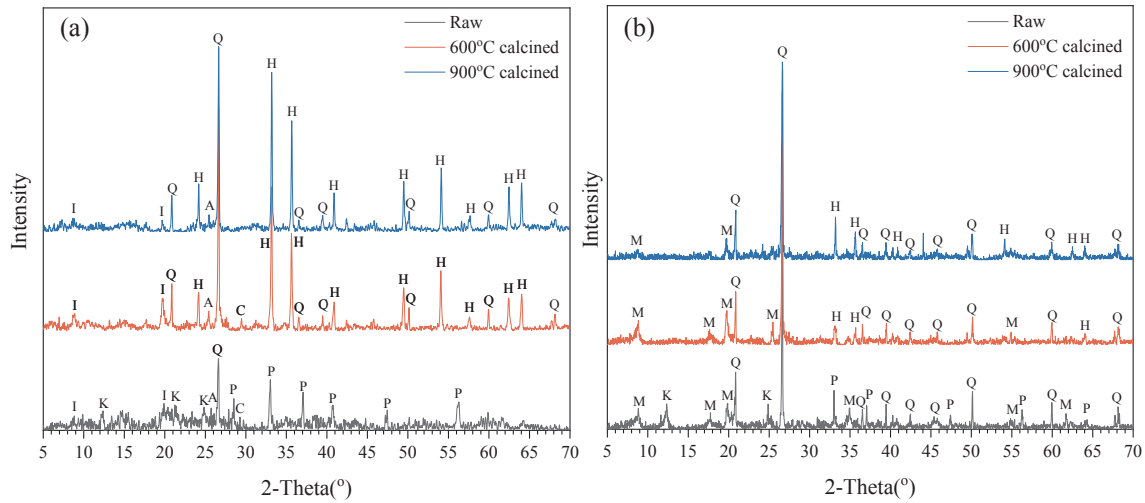 (a)
Raw
600°C calcined
900°C calcined
Intensity
I I Q H A Q H H Q Q H H Q H H Q H H Q
I I Q H A C H H Q Q H H Q H H Q H H Q
I K I K K A Q P C P P P P P
5 10 15 20 25 30 35 40 45 50 55 60 65 70
2-Theta(°)
(b)
Raw
600°C calcined
900°C calcined
Intensity
M M Q Q H H Q Q H Q Q Q H Q H H Q
M M M Q M H H Q Q Q Q Q M Q H Q
M K M M Q K P M Q P Q Q Q P Q M P Q M P Q
5 10 15 20 25 30 35 40 45 50 55 60 65 70
2-Theta(°)